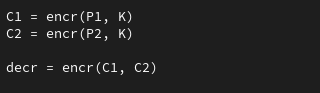 C1 = encr(P1, K)
C2 = encr(P2, K)
decr = encr(C1, C2)